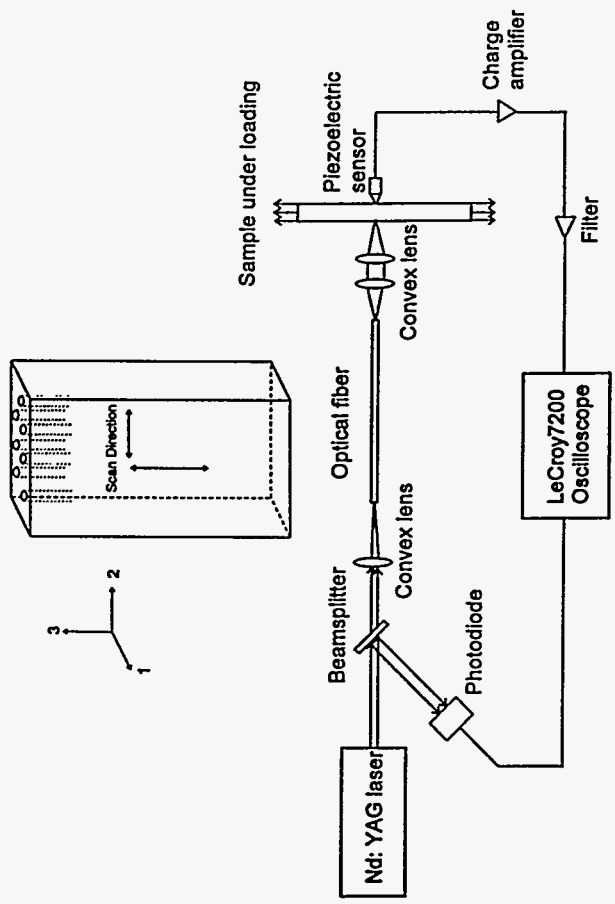 3
2
1
Scan Direction
Sample under loading
Piezoelectric
sensor
Convex lens
Optical fiber
Convex lens
Beamsplitter
Nd: YAG laser
Photodiode
LeCroy7200
Oscilloscope
Filter
Charge
amplifier